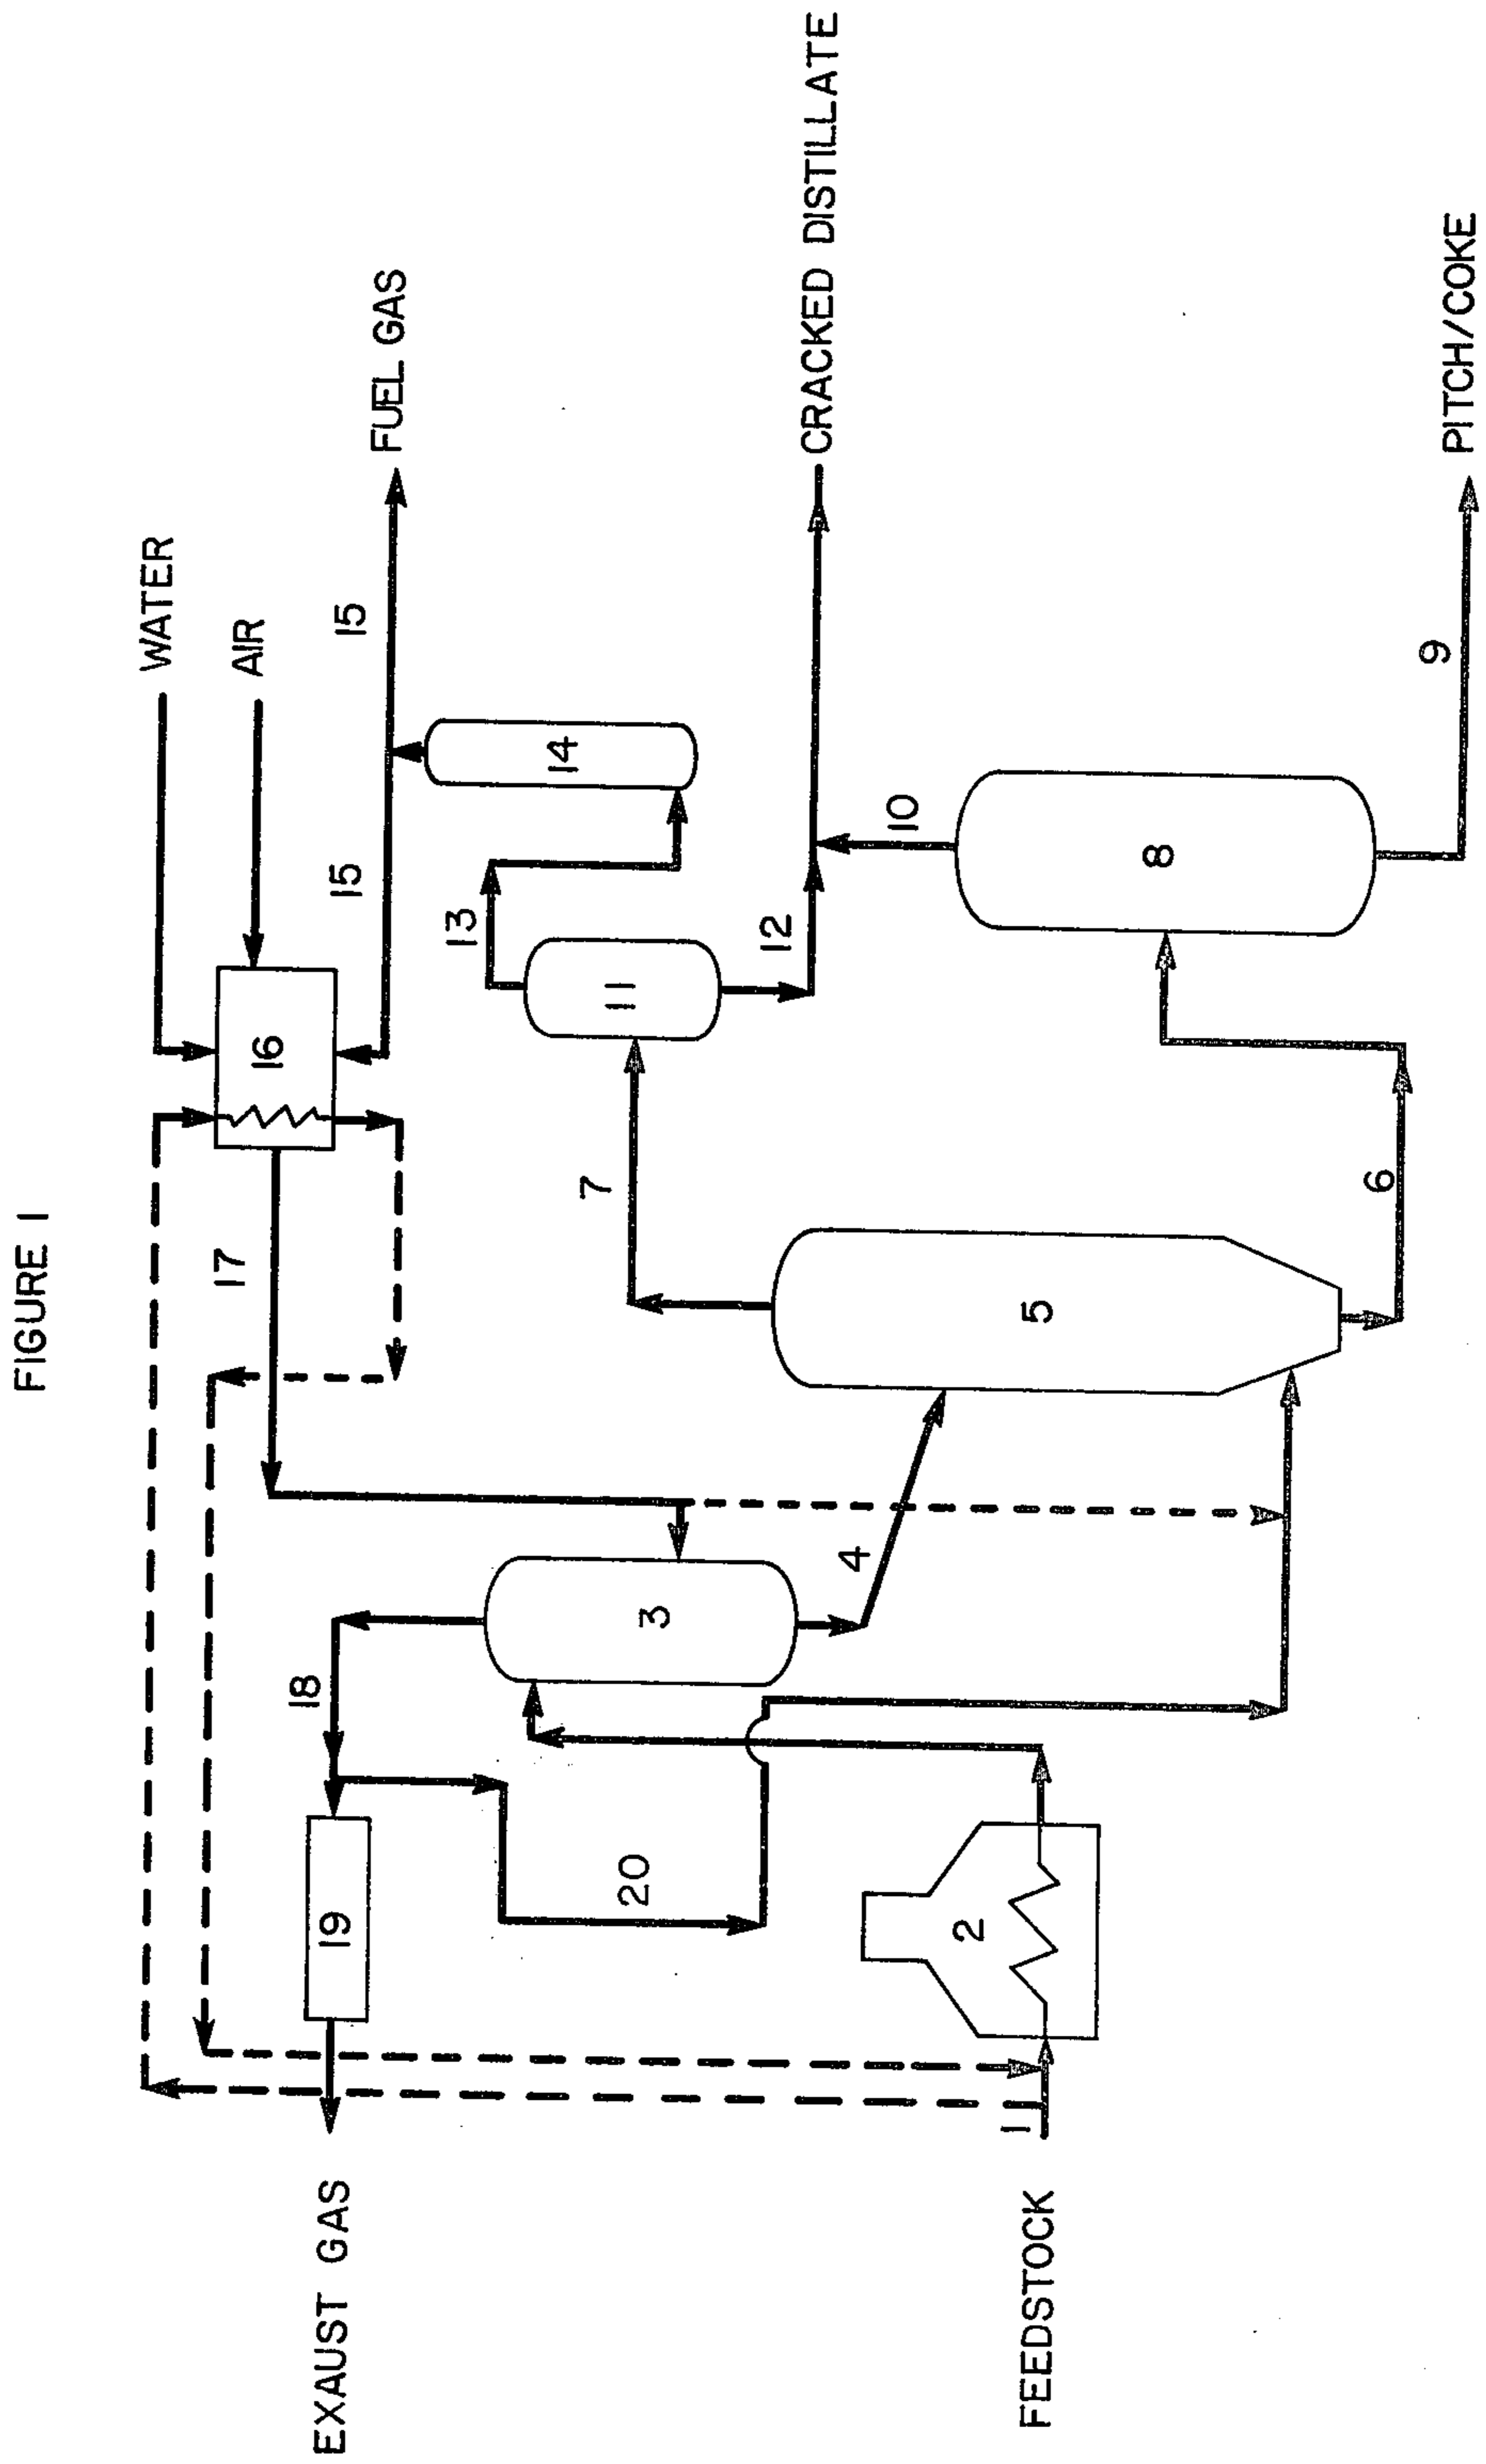 FIGURE 1
WATER
AIR
17
16
15
15
FUEL GAS
EXAUST GAS
19
18
13
14
20
3
7
11
12
10
CRACKED DISTILLATE
4
5
8
FEEDSTOCK
1
2
6
9
PITCH/COKE